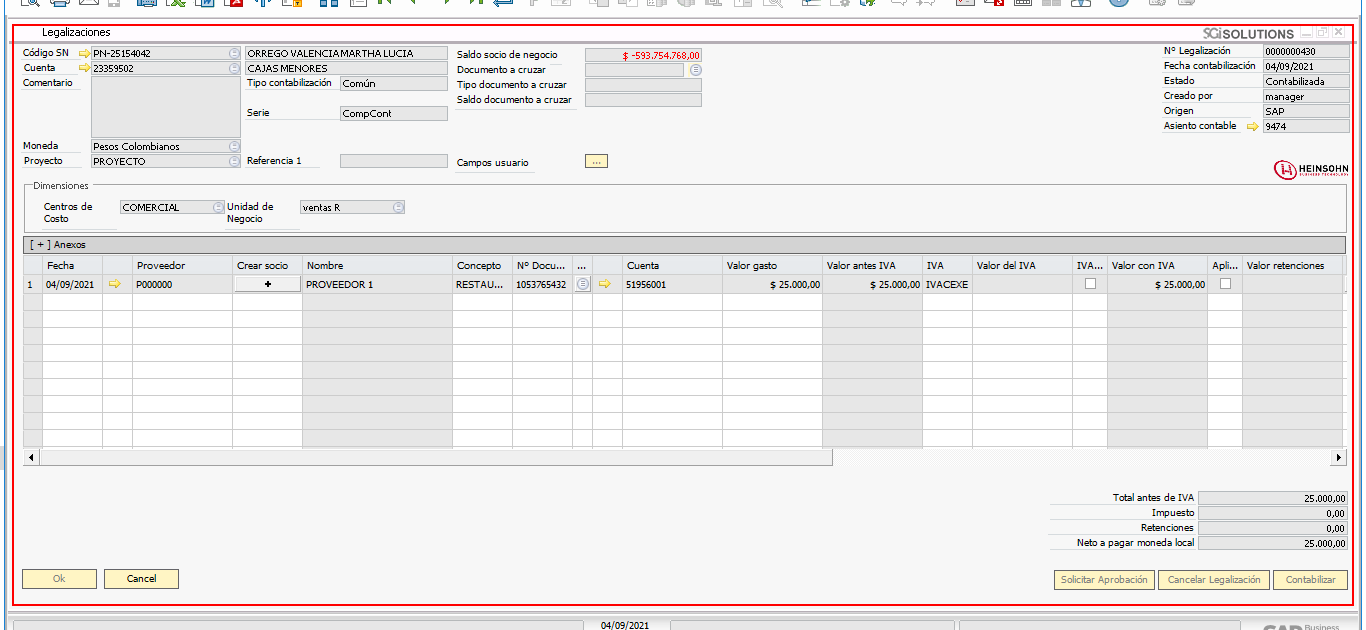 Legalizaciones
SGiSOLUTIONS
Código SN PN-25154042 ORREGO VALENCIA MARTHA LUCIA Saldo socio de negocio $ -593.754.768,00 N° Legalización 0000000430
Cuenta 23359502 CAJAS MENORES Documento a cruzar Fecha contabilización 04/09/2021
Comentario Tipo contabilización Común Tipo documento a cruzar Estado Contabilizada
Saldo documento a cruzar Creado por manager
Serie CompCont Origen SAP
Asiento contable 9474
Moneda Pesos Colombianos
Proyecto PROYECTO Referencia 1 Campos usuario ...
HEINSOHN
BUSINESS TECHNOLOGY
Dimensiones
Centros de Costo COMERCIAL Unidad de Negocio ventas R
[ + ] Anexos
Fecha Proveedor Crear socio Nombre Concepto N° Docu... ... Cuenta Valor gasto Valor antes IVA IVA Valor del IVA IVA... Valor con IVA Apli... Valor retenciones
1 04/09/2021 P000000 + PROVEEDOR 1 RESTAU... 1053765432 51956001 $ 25.000,00 $ 25.000,00 IVACEXE $ 25.000,00
Total antes de IVA 25.000,00
Impuesto 0,00
Retenciones 0,00
Neto a pagar moneda local 25.000,00
Ok Cancel Solicitar Aprobación Cancelar Legalización Contabilizar
04/09/2021 SAP Business